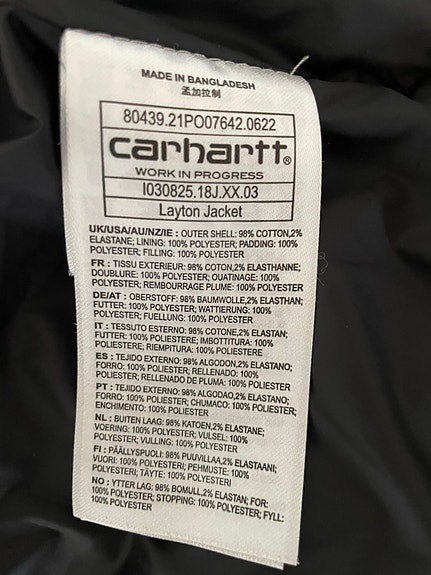 MADE IN BANGLADESH
孟加拉制
80439.21PO07642.0622
carhartt®
WORK IN PROGRESS
I030825.18J.XX.03
Layton Jacket
UK/USA/AU/NZ/IE : OUTER SHELL: 98% COTTON,2%
ELASTANE; LINING: 100% POLYESTER; PADDING: 100%
POLYESTER; FILLING: 100% POLYESTER
FR : TISSU EXTERIEUR: 98% COTON,2% ELASTHANNE;
DOUBLURE: 100% POLYESTER; OUATINAGE: 100%
POLYESTER; REMBOURRAGE PLUME: 100% POLYESTER
DE/AT : OBERSTOFF: 98% BAUMWOLLE,2% ELASTHAN;
FUTTER: 100% POLYESTER; WATTIERUNG: 100%
POLYESTER; FUELLUNG: 100% POLYESTER
IT : TESSUTO ESTERNO: 98% COTONE,2% ELASTAN;
FUTTER: 100% POLIESTERE; IMBOTTITURA: 100%
POLIESTERE; RIEMPITURA: 100% POLIESTERE
ES : TEJIDO EXTERNO: 98% ALGODON,2% ELASTANO;
FORRO: 100% POLIESTER; RELLENADO: 100%
POLIESTER; RELLENADO DE PLUMA: 100% POLIESTER
PT : TEJIDO EXTERNO: 98% ALGODAO,2% ELASTANO;
FORRO: 100% POLIESTER; CHUMACO: 100% POLIESTER;
ENCHIMENTO: 100% POLIESTER
NL : BUITEN LAAG: 98% KATOEN,2% ELASTANE;
VOERING: 100% POLYESTER; VULSEL: 100%
POLYESTER; VULLING: 100% POLYESTER
FI : PÄÄLLYSPUOLI: 98% PUUVILLAA,2% ELASTAANI;
VUORI: 100% POLYESTERI; PEHMUSTE: 100%
POLYESTERI; TÄYTE: 100% POLYESTERI
NO : YTTER LAG: 98% BOMULL,2% ELASTAN; FOR:
100% POLYESTER; STOPPING: 100% POLYESTER; FYLL:
100% POLYESTER